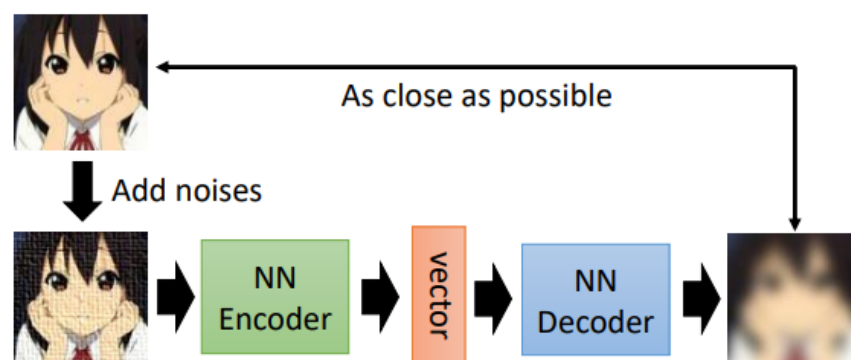 As close as possible
Add noises
NN
Encoder
vector
NN
Decoder